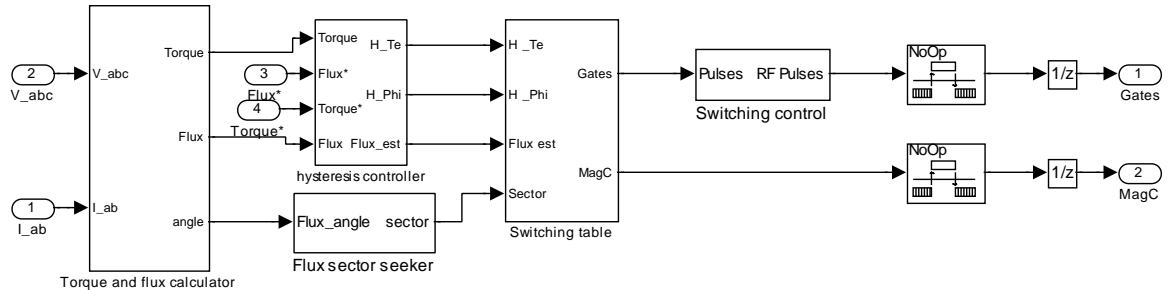 2
V_abc
1
I_ab
V_abc
I_ab
Torque
Flux
angle
Torque and flux calculator
3
Flux*
4
Torque*
Torque
Flux*
Torque*
Flux
H_Te
H_Phi
Flux_est
hysteresis controller
Flux_angle
sector
Flux sector seeker
H _Te
H _Phi
Flux est
Sector
Gates
MagC
Switching table
Pulses
RF Pulses
Switching control
NoOp
1/z
1
Gates
NoOp
1/z
2
MagC